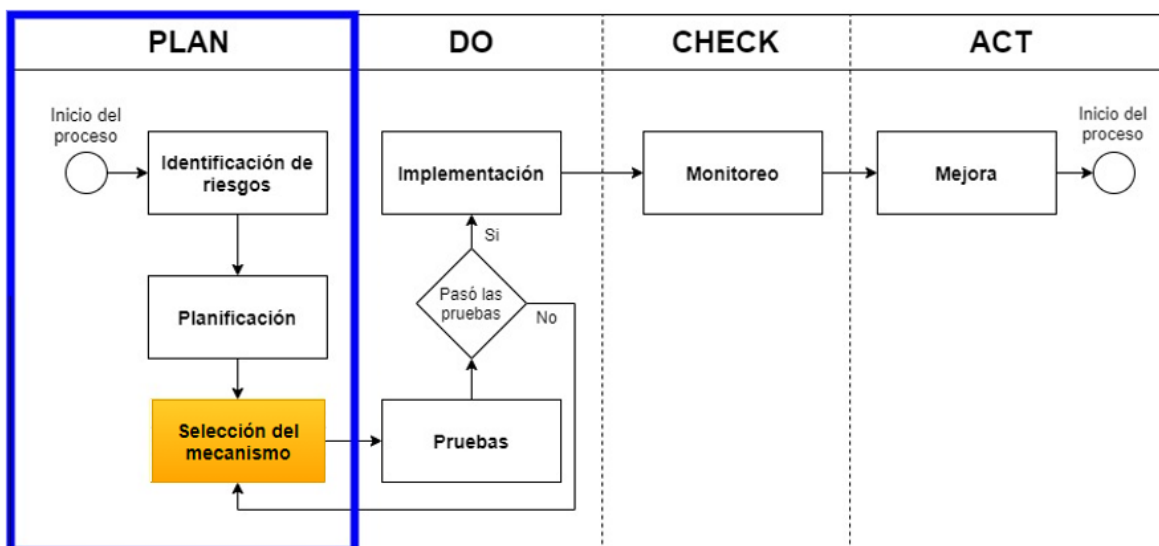 PLAN
DO
CHECK
ACT
Inicio del
proceso
Identificación de
riesgos
Planificación
Selección del
mecanismo
Implementación
Si
Pasó las
pruebas
No
Pruebas
Monitoreo
Mejora
Inicio del
proceso